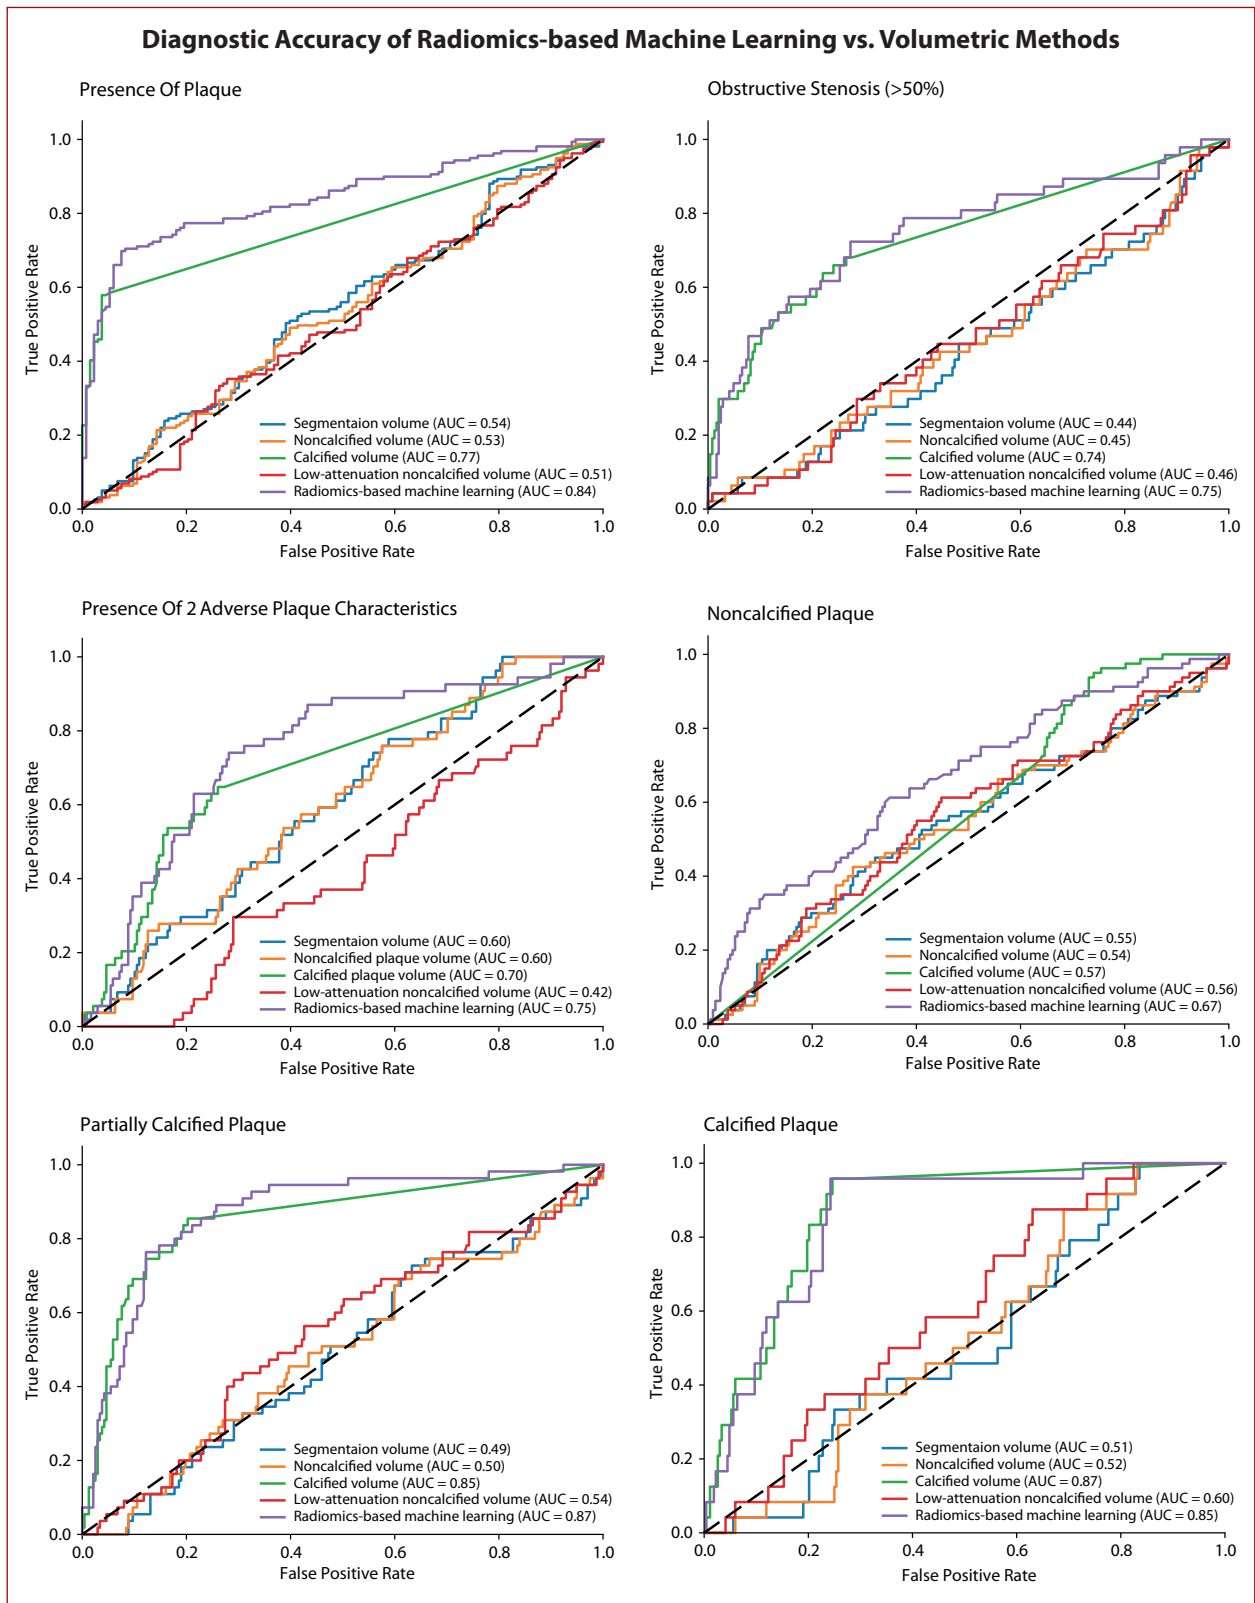 Diagnostic Accuracy of Radiomics-based Machine Learning vs. Volumetric Methods
Presence Of Plaque
True Positive Rate
1.0
0.8
0.6
0.4
0.2
0.0
Segmentaion volume (AUC = 0.54)
Noncalcified volume (AUC = 0.53)
Calcified volume (AUC = 0.77)
Low-attenuation noncalcified volume (AUC = 0.51)
Radiomics-based machine learning (AUC = 0.84)
0.0 0.2 0.4 0.6 0.8 1.0
False Positive Rate
Obstructive Stenosis (>50%)
True Positive Rate
1.0
0.8
0.6
0.4
0.2
0.0
Segmentaion volume (AUC = 0.44)
Noncalcified volume (AUC = 0.45)
Calcified volume (AUC = 0.74)
Low-attenuation noncalcified volume (AUC = 0.46)
Radiomics-based machine learning (AUC = 0.75)
0.0 0.2 0.4 0.6 0.8 1.0
False Positive Rate
Presence Of 2 Adverse Plaque Characteristics
True Positive Rate
1.0
0.8
0.6
0.4
0.2
0.0
Segmentaion volume (AUC = 0.60)
Noncalcified plaque volume (AUC = 0.60)
Calcified plaque volume (AUC = 0.70)
Low-attenuation noncalcified volume (AUC = 0.42)
Radiomics-based machine learning (AUC = 0.75)
0.0 0.2 0.4 0.6 0.8 1.0
False Positive Rate
Noncalcified Plaque
True Positive Rate
1.0
0.8
0.6
0.4
0.2
0.0
Segmentaion volume (AUC = 0.55)
Noncalcified volume (AUC = 0.54)
Calcified volume (AUC = 0.57)
Low-attenuation noncalcified volume (AUC = 0.56)
Radiomics-based machine learning (AUC = 0.67)
0.0 0.2 0.4 0.6 0.8 1.0
False Positive Rate
Partially Calcified Plaque
True Positive Rate
1.0
0.8
0.6
0.4
0.2
0.0
Segmentaion volume (AUC = 0.49)
Noncalcified volume (AUC = 0.50)
Calcified volume (AUC = 0.85)
Low-attenuation noncalcified volume (AUC = 0.54)
Radiomics-based machine learning (AUC = 0.87)
0.0 0.2 0.4 0.6 0.8 1.0
False Positive Rate
Calcified Plaque
True Positive Rate
1.0
0.8
0.6
0.4
0.2
0.0
Segmentaion volume (AUC = 0.51)
Noncalcified volume (AUC = 0.52)
Calcified volume (AUC = 0.87)
Low-attenuation noncalcified volume (AUC = 0.60)
Radiomics-based machine learning (AUC = 0.85)
0.0 0.2 0.4 0.6 0.8 1.0
False Positive Rate